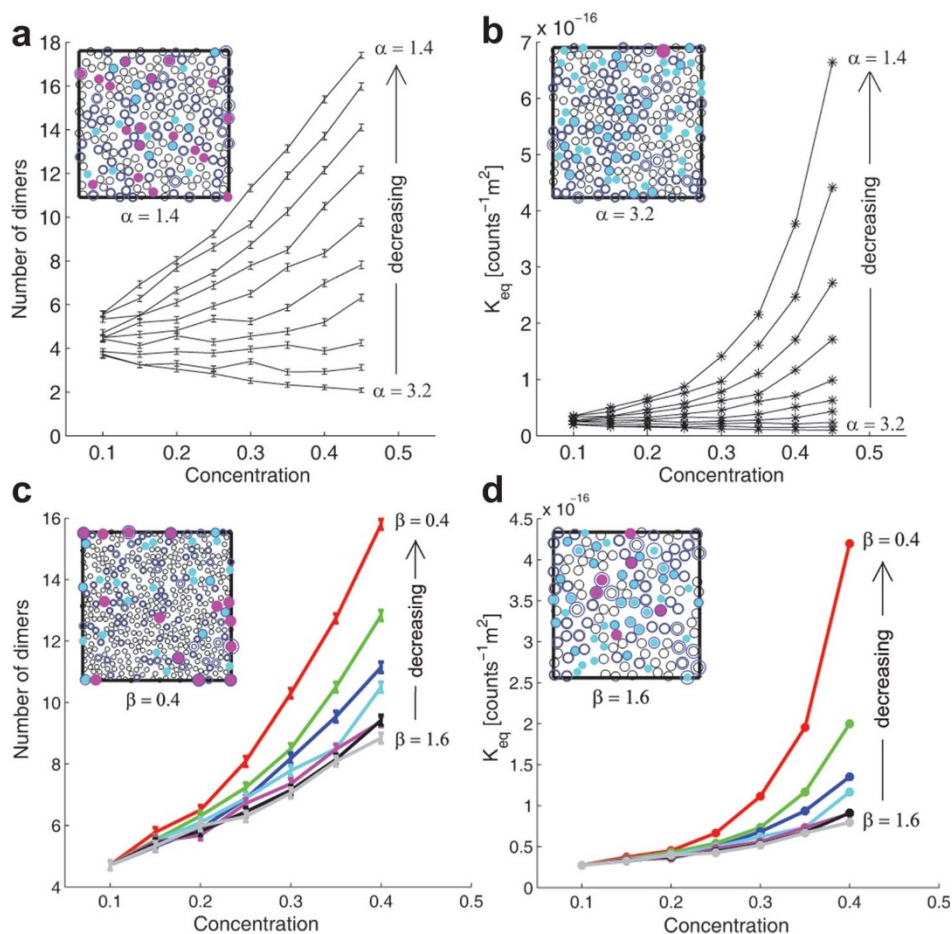 a
18
16
14
12
10
8
6
4
2
0
Number of dimers
0.1
0.2
0.3
0.4
0.5
Concentration
α = 1.4
α = 1.4
decreasing
α = 3.2
b
x 10⁻¹⁶
7
6
5
4
3
2
1
0
K_eq [counts⁻¹m²]
0.1
0.2
0.3
0.4
0.5
Concentration
α = 3.2
α = 1.4
decreasing
α = 3.2
c
16
14
12
10
8
6
4
Number of dimers
0.1
0.2
0.3
0.4
0.5
Concentration
β = 0.4
β = 0.4
decreasing
β = 1.6
d
x 10⁻¹⁶
4.5
4
3.5
3
2.5
2
1.5
1
0.5
0
K_eq [counts⁻¹m²]
0.1
0.2
0.3
0.4
0.5
Concentration
β = 1.6
β = 0.4
decreasing
β = 1.6